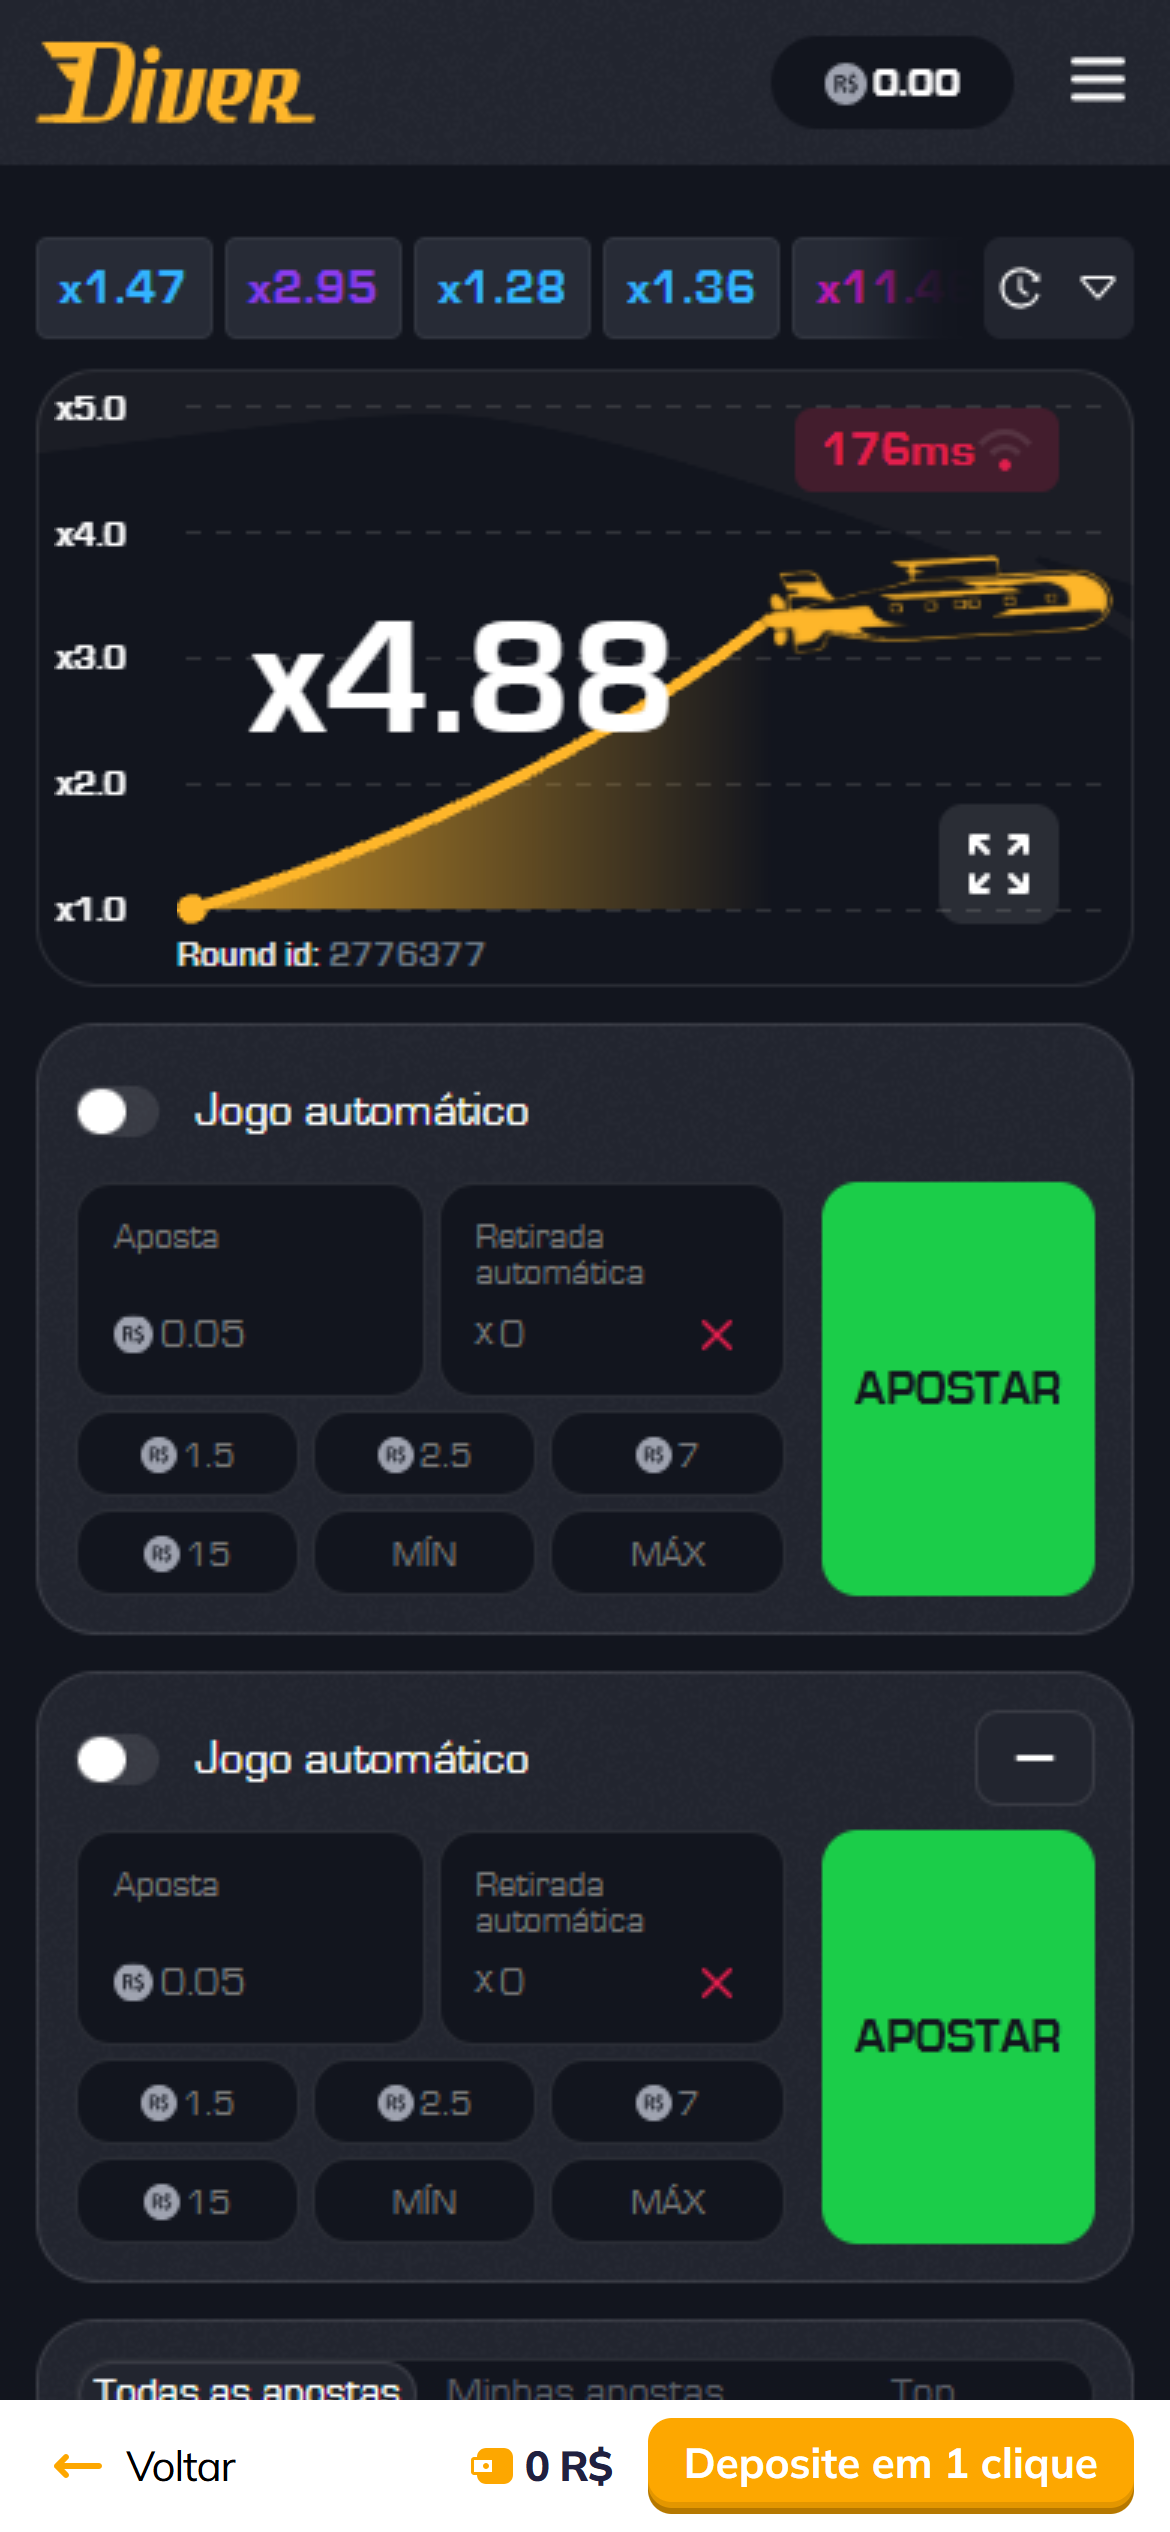 Diver
R$ 0.00
x1.47 x2.95 x1.28 x1.36 x11.4
x5.0
176ms
x4.0
x4.88
x3.0
x2.0
x1.0
Round id: 2776377
Jogo automático
Aposta
Retirada
automática
R$ 0.05
X 0
APOSTAR
R$ 1.5
R$ 2.5
R$ 7
R$ 15
MÍN
MÁX
Jogo automático
Aposta
Retirada
automática
R$ 0.05
X 0
APOSTAR
R$ 1.5
R$ 2.5
R$ 7
R$ 15
MÍN
MÁX
Todas as apostas Minhas apostas Top
Voltar
0 R$
Deposite em 1 clique